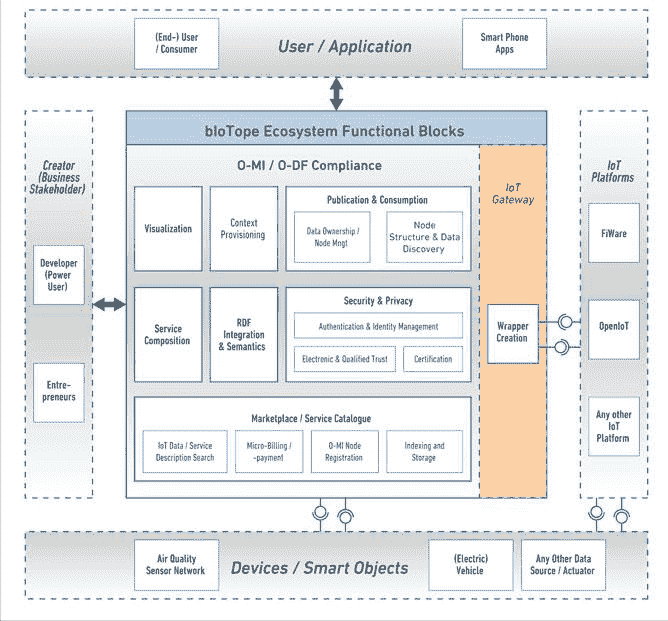 (End-) User
/ Consumer
User / Application
Smart Phone
Apps
Creator
(Business
Stakeholder)
Developer
(Power
User)
Entre-
preneurs
bIoTope Ecosystem Functional Blocks
O-MI / O-DF Compliance
Visualization
Context
Provisioning
Publication & Consumption
Data Ownership /
Node Mngt
Node
Structure & Data
Discovery
Service
Composition
RDF
Integration
& Semantics
Security & Privacy
Authentication & Identity Management
Electronic & Qualified Trust
Certification
Marketplace / Service Catalogue
IoT Data / Service
Description Search
Micro-Billing /
-payment
O-MI Node
Registration
Indexing and
Storage
IoT
Gateway
Wrapper
Creation
IoT
Platforms
FiWare
OpenIoT
Any other
IoT
Platform
Air Quality
Sensor Network
Devices / Smart Objects
(Electric)
Vehicle
Any Other Data
Source / Actuator